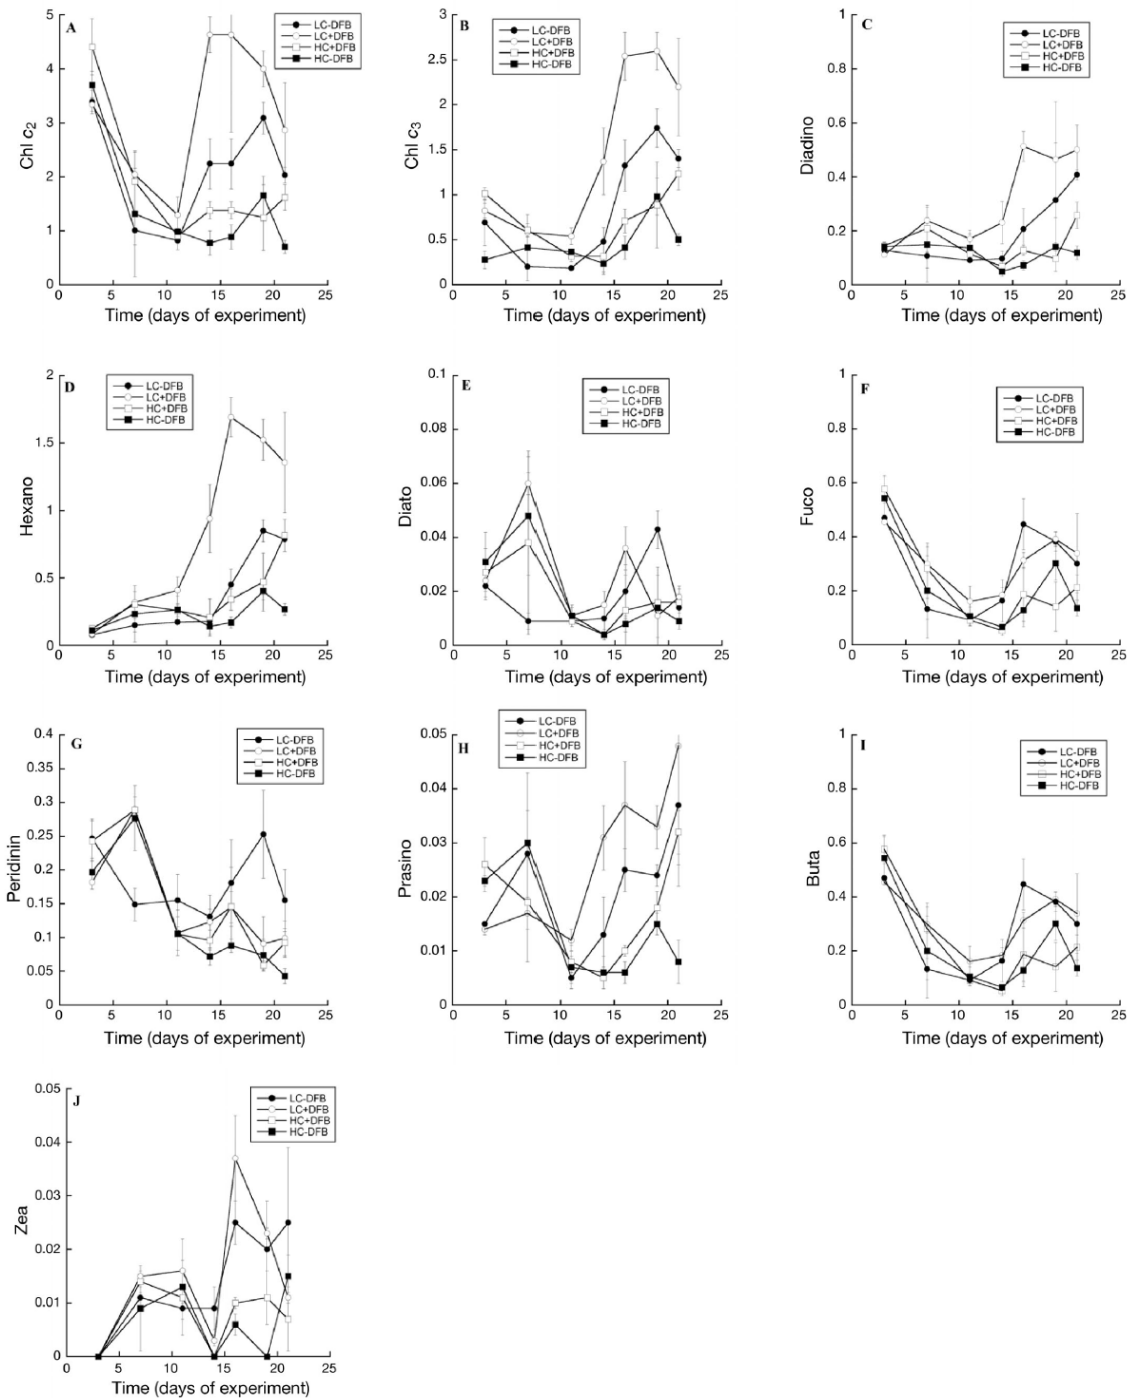 A
LC-DFB
LC+DFB
HC+DFB
HC-DFB
Chl c2
5
4
3
2
1
0
0 5 10 15 20 25
Time (days of experiment)
B
LC-DFB
LC+DFB
HC+DFB
HC-DFB
Chl c3
3
2.5
2
1.5
1
0.5
0
0 5 10 15 20 25
Time (days of experiment)
C
LC-DFB
LC+DFB
HC+DFB
HC-DFB
Diadino
1
0.8
0.6
0.4
0.2
0
0 5 10 15 20 25
Time (days of experiment)
D
LC-DFB
LC+DFB
HC+DFB
HC-DFB
Hexano
2
1.5
1
0.5
0
0 5 10 15 20 25
Time (days of experiment)
E
LC-DFB
LC+DFB
HC+DFB
HC-DFB
Diato
0.1
0.08
0.06
0.04
0.02
0
0 5 10 15 20 25
Time (days of experiment)
F
LC-DFB
LC+DFB
HC+DFB
HC-DFB
Fuco
1
0.8
0.6
0.4
0.2
0
0 5 10 15 20 25
Time (days of experiment)
G
LC-DFB
LC+DFB
HC+DFB
HC-DFB
Peridinin
0.4
0.35
0.3
0.25
0.2
0.15
0.1
0.05
0
0 5 10 15 20 25
Time (days of experiment)
H
LC-DFB
LC+DFB
HC+DFB
HC-DFB
Prasino
0.05
0.04
0.03
0.02
0.01
0
0 5 10 15 20 25
Time (days of experiment)
I
LC-DFB
LC+DFB
HC+DFB
HC-DFB
Buta
1
0.8
0.6
0.4
0.2
0
0 5 10 15 20 25
Time (days of experiment)
J
LC-DFB
LC+DFB
HC+DFB
HC-DFB
Zea
0.05
0.04
0.03
0.02
0.01
0
0 5 10 15 20 25
Time (days of experiment)